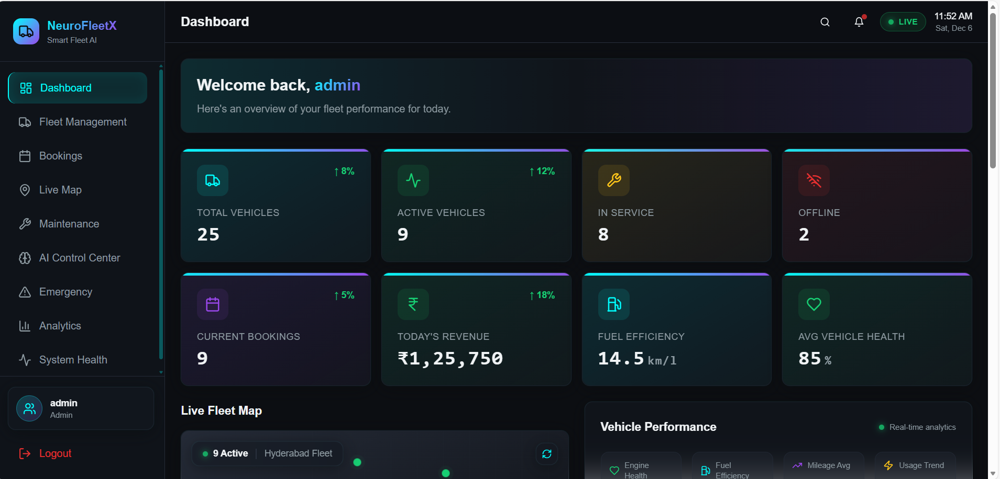 NeuroFleetX
Smart Fleet AI
Dashboard
Fleet Management
Bookings
Live Map
Maintenance
AI Control Center
Emergency
Analytics
System Health
admin
Admin
Logout
Dashboard
LIVE
11:52 AM
Sat, Dec 6
Welcome back, admin
Here's an overview of your fleet performance for today.
↑ 8%
TOTAL VEHICLES
25
↑ 12%
ACTIVE VEHICLES
9
IN SERVICE
8
OFFLINE
2
↑ 5%
CURRENT BOOKINGS
9
↑ 18%
TODAY'S REVENUE
₹1,25,750
FUEL EFFICIENCY
14.5 km/l
AVG VEHICLE HEALTH
85 %
Live Fleet Map
9 Active
Hyderabad Fleet
Vehicle Performance
Real-time analytics
Engine
Health
Fuel
Efficiency
Mileage Avg
Usage Trend